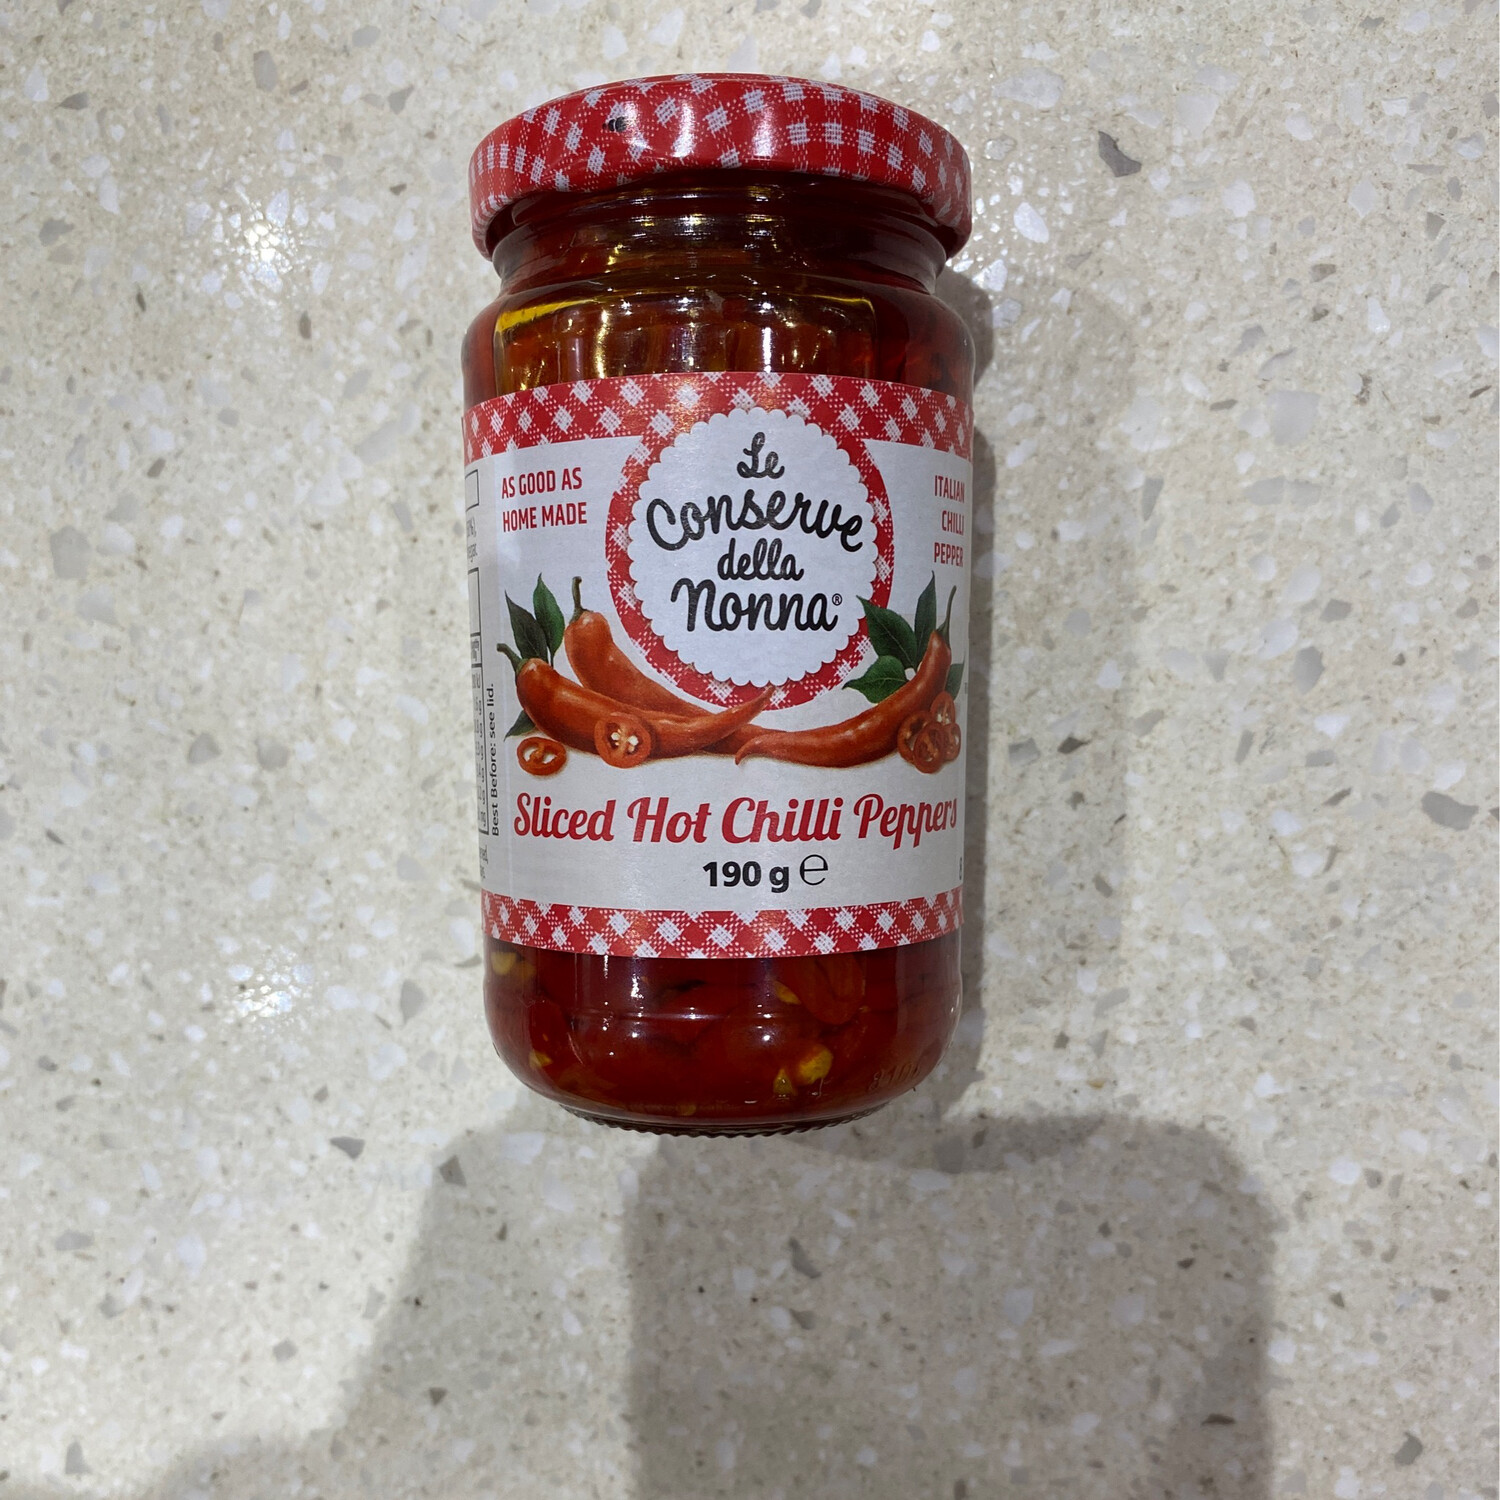 AS GOOD AS
HOME MADE
Le
Conserve
della
Nonna®
ITALIAN
CHILLI
PEPPER
Best Before: see lid.
Sliced Hot Chilli Peppers
190 g ℮